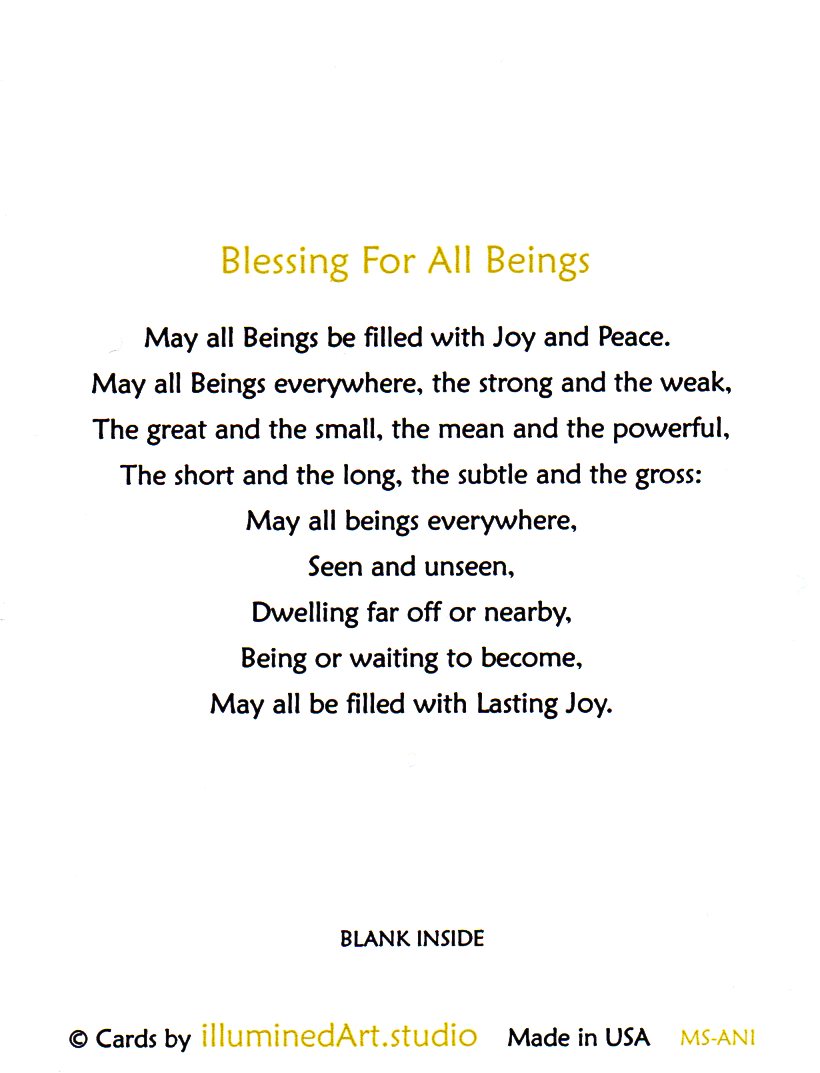 Blessing For All Beings
May all Beings be filled with Joy and Peace.
May all Beings everywhere, the strong and the weak,
The great and the small, the mean and the powerful,
The short and the long, the subtle and the gross:
May all beings everywhere,
Seen and unseen,
Dwelling far off or nearby,
Being or waiting to become,
May all be filled with Lasting Joy.
BLANK INSIDE
© Cards by illuminedArt.studio Made in USA MS-ANI